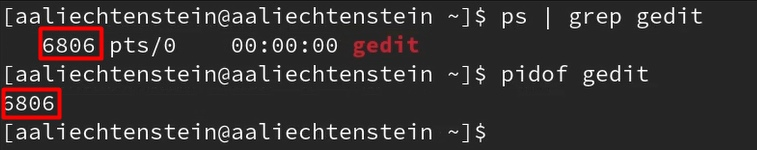 [aaliechtenstein@aaliechtenstein ~]$ ps | grep gedit
6806 pts/0    00:00:00 gedit
[aaliechtenstein@aaliechtenstein ~]$ pidof gedit
6806
[aaliechtenstein@aaliechtenstein ~]$